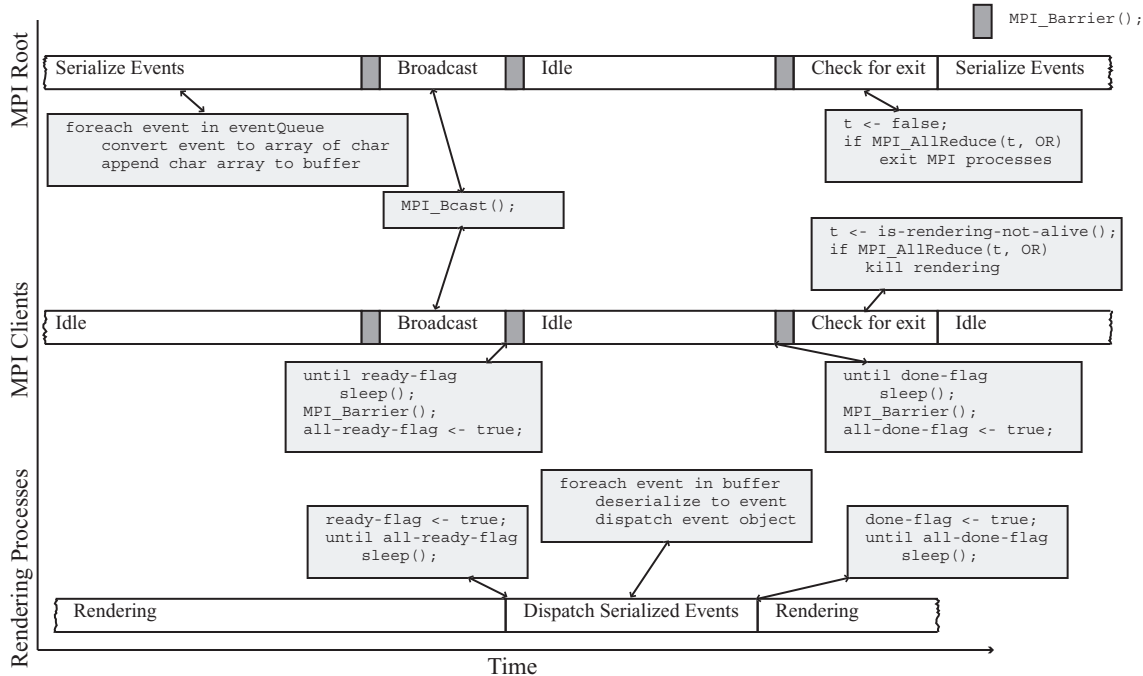 MPI_Barrier();
MPI Root
Serialize Events
Broadcast
Idle
Check for exit
Serialize Events
foreach event in eventQueue
convert event to array of char
append char array to buffer
t <- false;
if MPI_AllReduce(t, OR)
exit MPI processes
MPI_Bcast();
t <- is-rendering-not-alive();
if MPI_AllReduce(t, OR)
kill rendering
MPI Clients
Idle
Broadcast
Idle
Check for exit
Idle
until ready-flag
sleep();
MPI_Barrier();
all-ready-flag <- true;
until done-flag
sleep();
MPI_Barrier();
all-done-flag <- true;
foreach event in buffer
deserialize to event
dispatch event object
ready-flag <- true;
until all-ready-flag
sleep();
done-flag <- true;
until all-done-flag
sleep();
Rendering Processes
Rendering
Dispatch Serialized Events
Rendering
Time